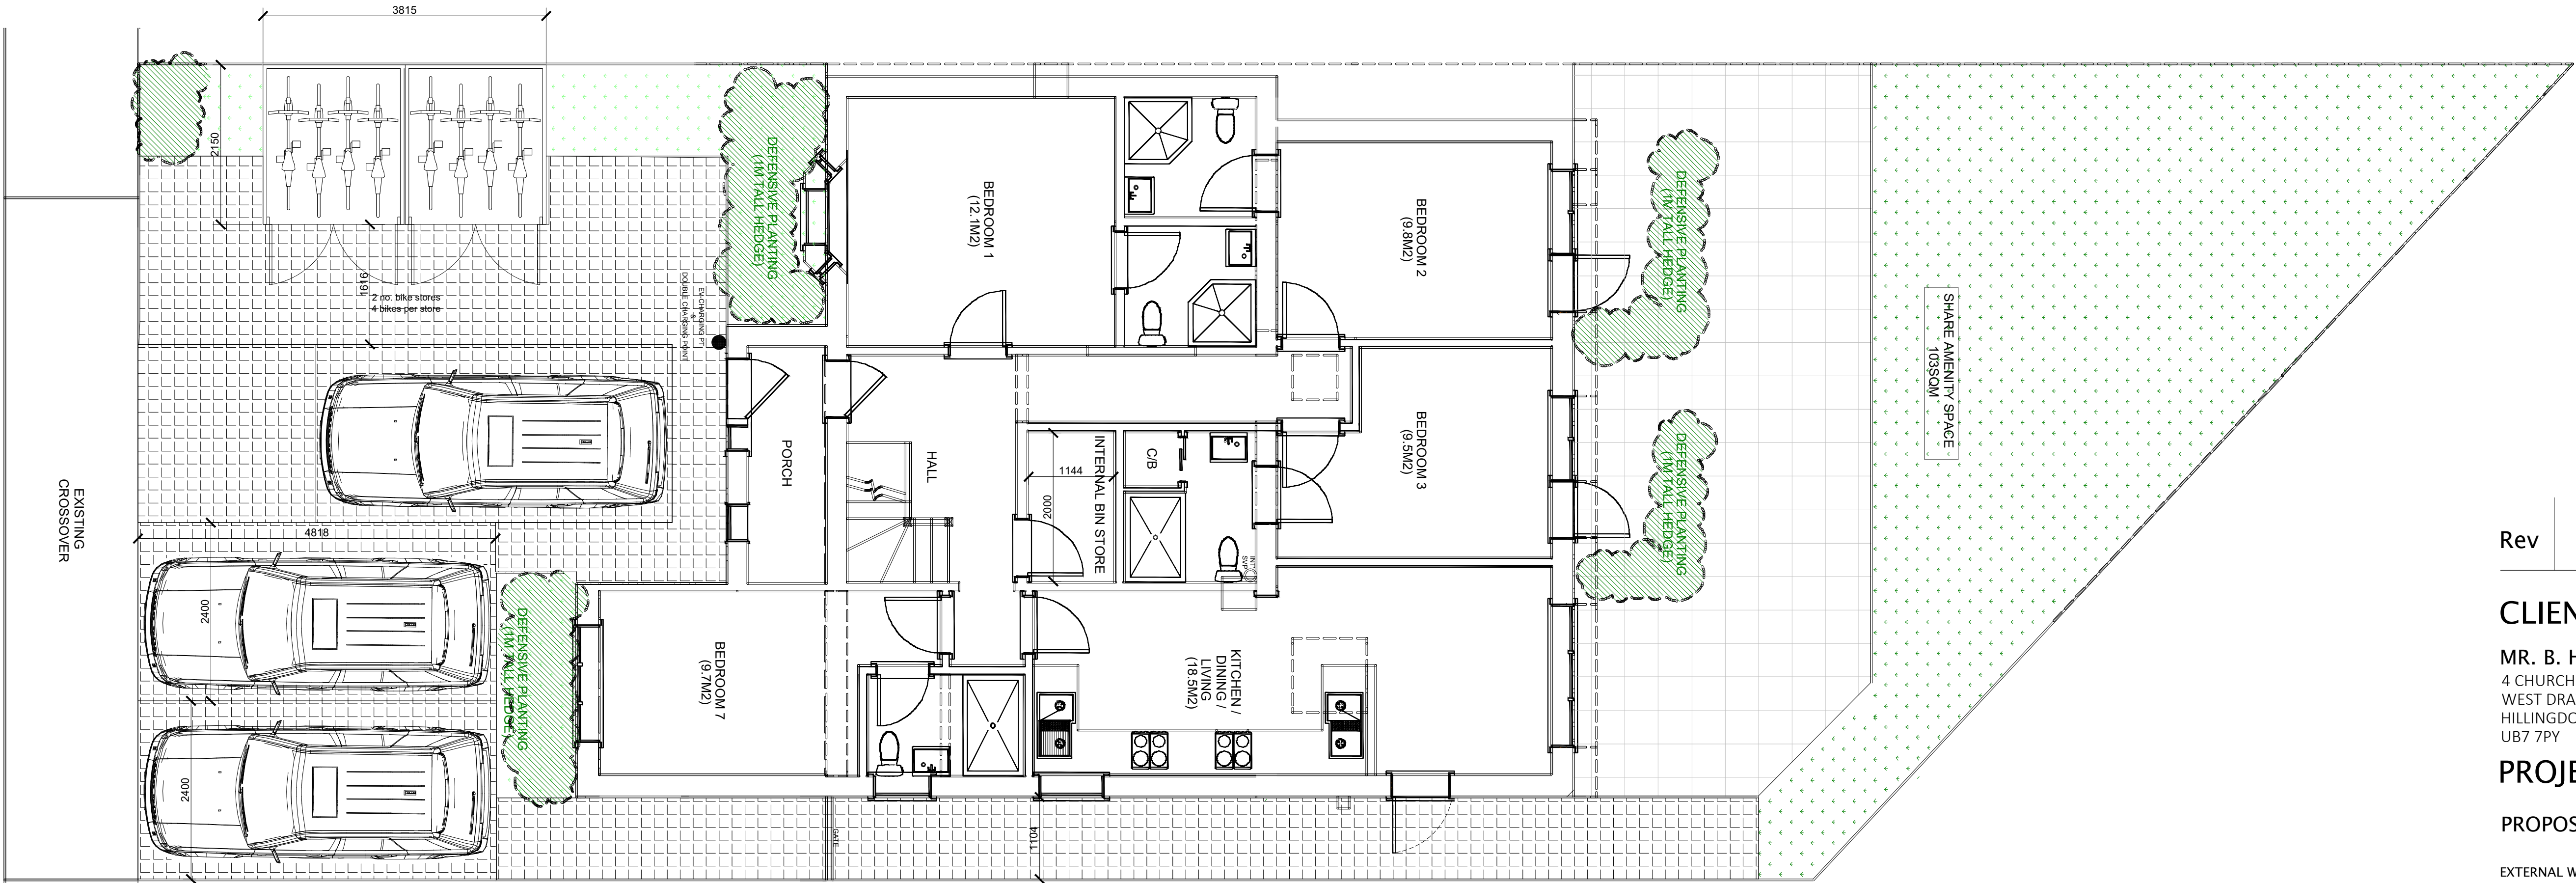 3815
2150
1616
2 no. bike stores
4 bikes per store
EV-CHARGING PT
&
DOUBLE CHARGING POINT
DEFENSIVE PLANTING
(1M TALL HEDGE)
BEDROOM 1
(12.1M2)
BEDROOM 2
(9.8M2)
DEFENSIVE PLANTING
(1M TALL HEDGE)
SHARE AMENITY SPACE
103SQM
EXISTING
CROSSOVER
PORCH
HALL
1144
2000
INTERNAL BIN STORE
C/B
INT
SVP
BEDROOM 3
(9.5M2)
DEFENSIVE PLANTING
(1M TALL HEDGE)
4818
2400
2400
DEFENSIVE PLANTING
(1M TALL HEDGE)
BEDROOM 7
(9.7M2)
KITCHEN /
DINING /
LIVING
(18.5M2)
GATE
1104
Rev
CLIEN
MR. B. H
4 CHURCH
WEST DRA
HILLINGDO
UB7 7PY
PROJE
PROPOS
EXTERNAL W